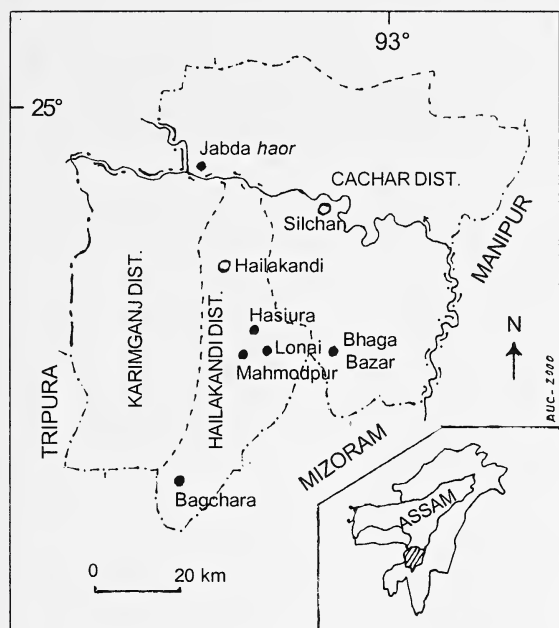 93°
25°
Jabda haor
CACHAR DIST.
Silchan
MANIPUR
Hailakandi
KARIMGANJ DIST.
HAILAKANDI DIST.
Hasiura
Lonai
Bhaga
Bazar
Mahmodpur
N
TRIPURA
MIZORAM
AUC-2000
Bagchara
ASSAM
0 20 km